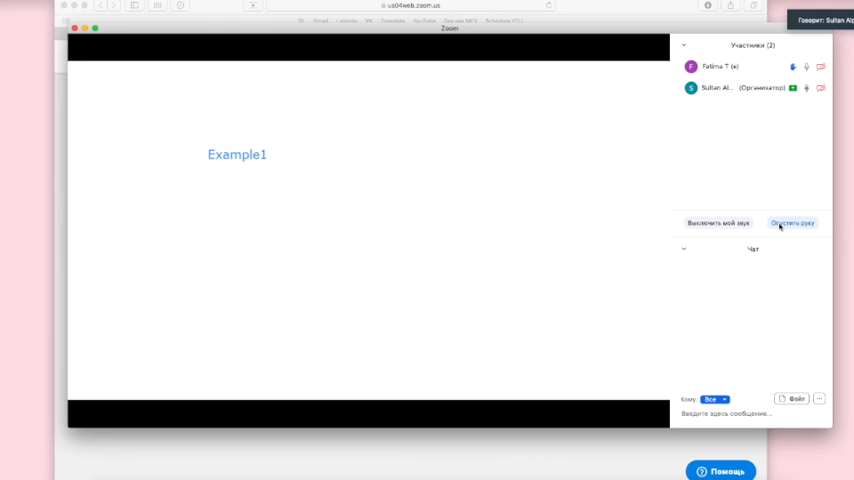 us04web.zoom.us
Zoom
Говорит: Sultan Alp
Участники (2)
Fatima T (я)
Sultan Al... (Организатор)
Example1
Выключить мой звук
Опустить руку
Чат
Кому: Все
Файл
Введите здесь сообщение...
Помощь